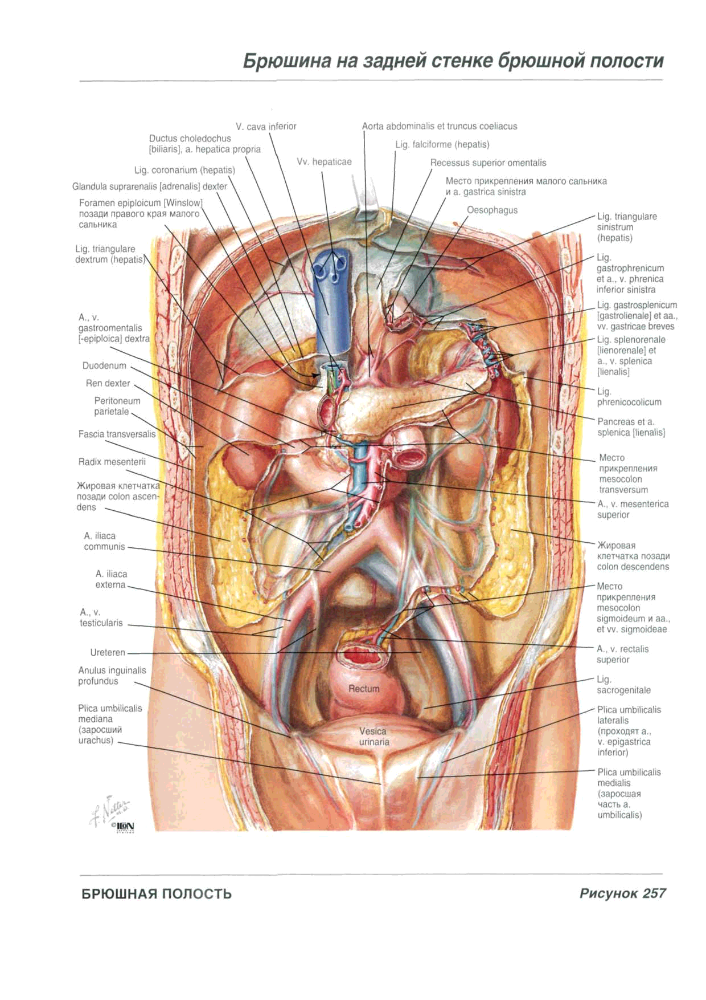 Брюшина на задней стенке брюшной полости
V. cava inferior
Ductus choledochus
[biliaris], a. hepatica propria
Vv. hepaticae
Lig. coronarium (hepatis)
Glandula suprarenalis [adrenalis] dexter
Foramen epiploicum [Winslow]
позади правого края малого
сальника
Lig. triangulare
dextrum (hepatis)
A., v.
gastroomentalis
[-epiploica] dextra
Duodenum
Ren dexter
Peritoneum
parietale
Fascia transversalis
Radix mesenterii
Жировая клетчатка
позади colon ascen-
dens
A. iliaca
communis
A. iliaca
externa
A., v.
testicularis
Ureteren
Anulus inguinalis
profundus
Plica umbilicalis
mediana
(заросший
urachus)
Aorta abdominalis et truncus coeliacus
Lig. falciforme (hepatis)
Recessus superior omentalis
Место прикрепления малого сальника
и a. gastrica sinistra
Oesophagus
Lig. triangulare
sinistrum
(hepatis)
Lig.
gastrophrenicum
et a., v. phrenica
inferior sinistra
Lig. gastrosplenicum
[gastrolienale] et aa.,
vv. gastricae breves
Lig. splenorenale
[lienorenale] et
a., v. splenica
[lienalis]
Lig.
phrenicocolicum
Pancreas et a.
splenica [lienalis]
Место
прикрепления
mesocolon
transversum
A., v. mesenterica
superior
Жировая
клетчатка позади
colon descendens
Место
прикрепления
mesocolon
sigmoideum и aa.,
et vv. sigmoideae
A., v. rectalis
superior
Lig.
sacrogenitale
Plica umbilicalis
lateralis
(проходят a.,
v. epigastrica
inferior)
Plica umbilicalis
medialis
(заросшая
часть a.
umbilicalis)
Rectum
Vesica
urinaria
F. Netter
M.D.
©ICON
БРЮШНАЯ ПОЛОСТЬ
Рисунок 257